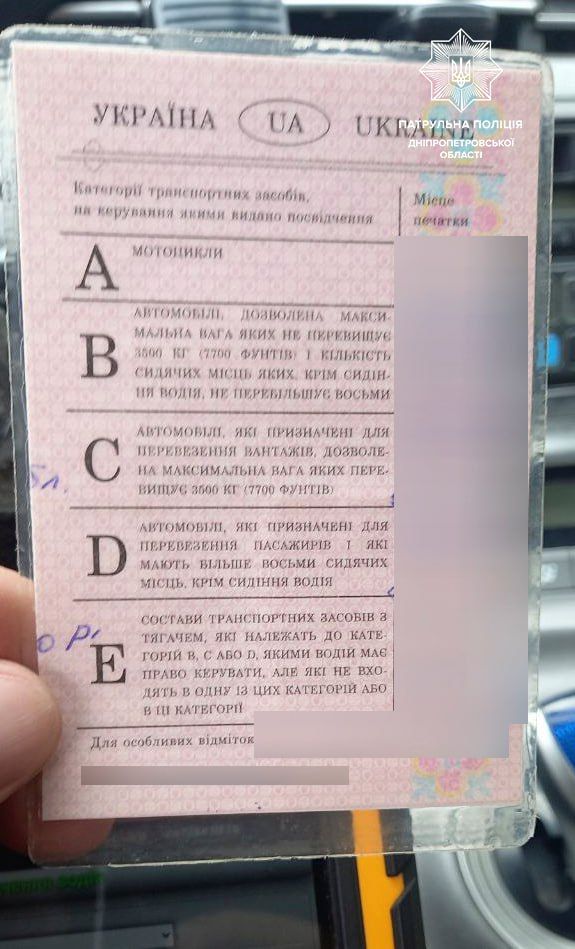 ПАТРУЛЬНА ПОЛІЦІЯ
ДНІПРОПЕТРОВСЬКОЇ
ОБЛАСТІ
УКРАЇНА UA UKRAINE
Категорії транспортних засобів,
на керування якими видано посвідчення
Місце
печатки
A МОТОЦИКЛИ
B АВТОМОБІЛІ, ДОЗВОЛЕНА МАКСИ-
МАЛЬНА ВАГА ЯКИХ НЕ ПЕРЕВИЩУЄ
3500 КГ (7700 ФУНТІВ) І КІЛЬКІСТЬ
СИДЯЧИХ МІСЦЬ ЯКИХ, КРІМ СИДІН-
НЯ ВОДІЯ, НЕ ПЕРЕБІЛЬШУЄ ВОСЬМИ
C АВТОМОБІЛІ, ЯКІ ПРИЗНАЧЕНІ ДЛЯ
ПЕРЕВЕЗЕННЯ ВАНТАЖІВ, ДОЗВОЛЕ-
НА МАКСИМАЛЬНА ВАГА ЯКИХ ПЕРЕ-
ВИЩУЄ 3500 КГ (7700 ФУНТІВ)
D АВТОМОБІЛІ, ЯКІ ПРИЗНАЧЕНІ ДЛЯ
ПЕРЕВЕЗЕННЯ ПАСАЖИРІВ І ЯКІ
МАЮТЬ БІЛЬШЕ ВОСЬМИ СИДЯЧИХ
МІСЦЬ, КРІМ СИДІННЯ ВОДІЯ
E СОСТАВИ ТРАНСПОРТНИХ ЗАСОБІВ З
ТЯГАЧЕМ, ЯКІ НАЛЕЖАТЬ ДО КАТЕ-
ГОРІЙ B, C АБО D, ЯКИМИ ВОДІЙ МАЄ
ПРАВО КЕРУВАТИ, АЛЕ ЯКІ НЕ ВХО-
ДЯТЬ В ОДНУ ІЗ ЦИХ КАТЕГОРІЙ АБО
В ЦІ КАТЕГОРІЇ
Для особливих відміток